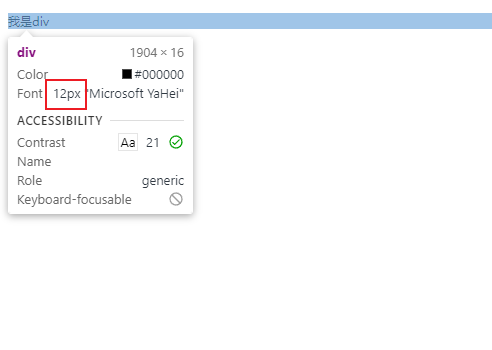 我是div
div 1904 × 16
Color #000000
Font 12px "Microsoft YaHei"
ACCESSIBILITY
Contrast Aa 21
Name
Role generic
Keyboard-focusable